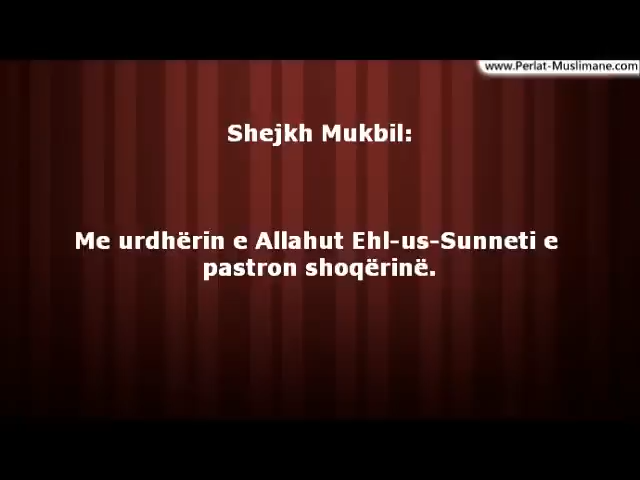 www.Perlat-Muslimane.com
Shejkh Mukbil:
Me urdhërin e Allahut Ehl-us-Sunneti e
pastron shoqërinë.